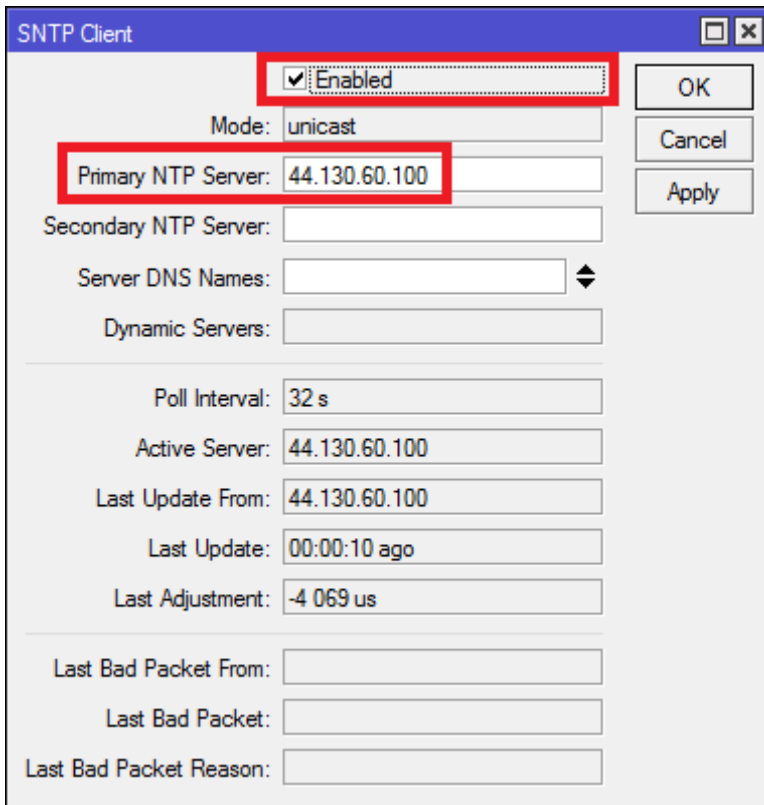 SNTP Client
Enabled
OK
Mode: unicast
Cancel
Primary NTP Server: 44.130.60.100
Apply
Secondary NTP Server:
Server DNS Names:
Dynamic Servers:
Poll Interval: 32 s
Active Server: 44.130.60.100
Last Update From: 44.130.60.100
Last Update: 00:00:10 ago
Last Adjustment: -4 069 us
Last Bad Packet From:
Last Bad Packet:
Last Bad Packet Reason: